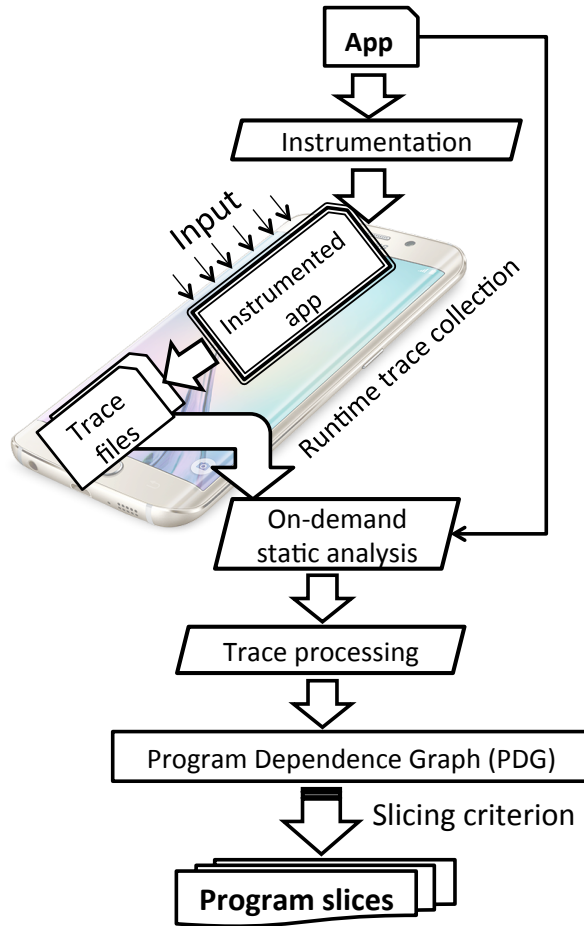 App
Instrumentation
Input
Instrumented
app
Runtime trace collection
Trace
files
On-demand
static analysis
Trace processing
Program Dependence Graph (PDG)
Slicing criterion
Program slices